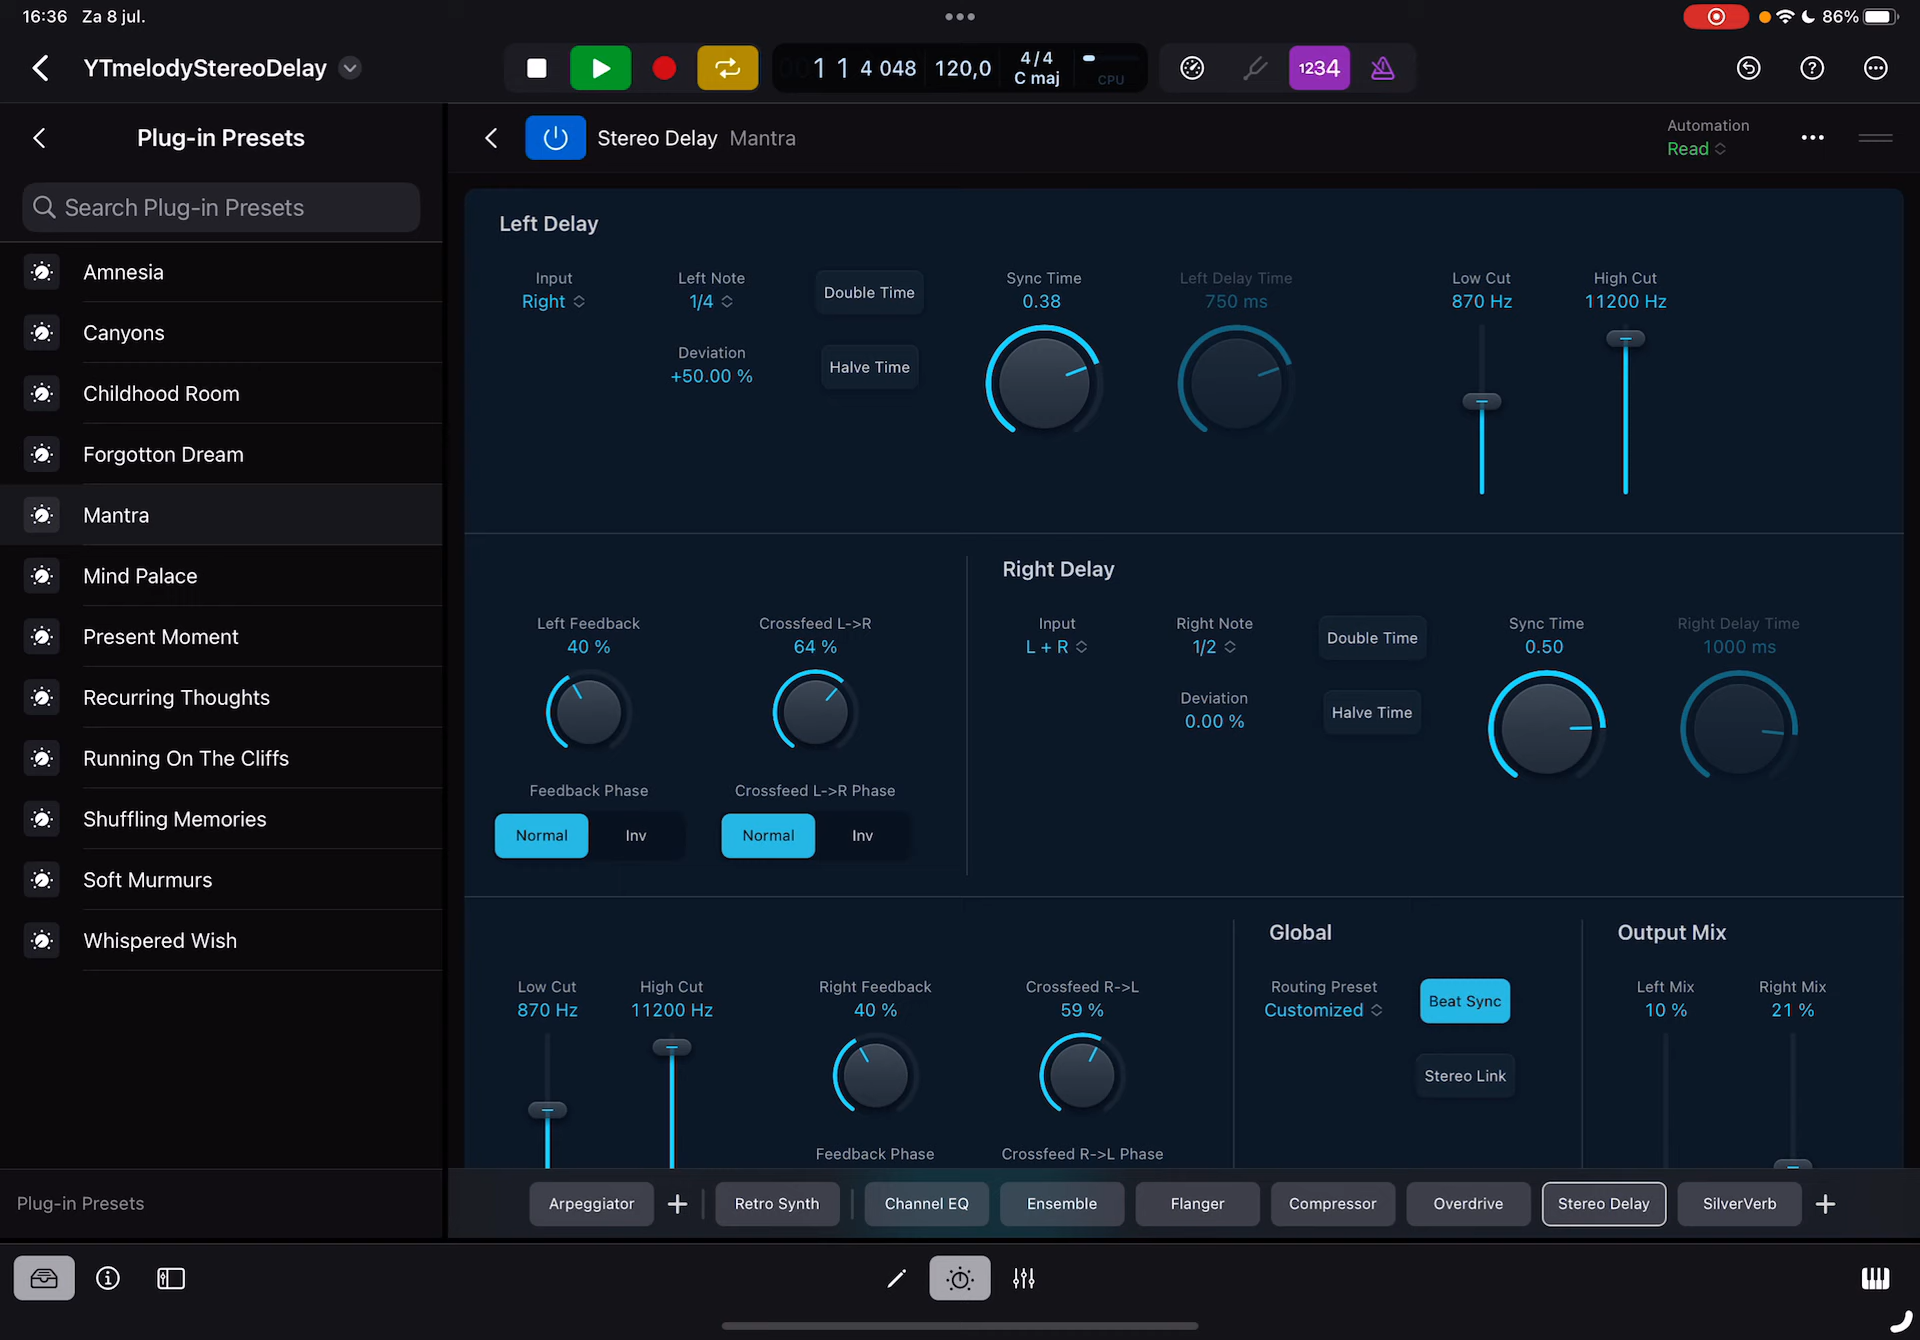 16:36 Za 8 jul.
86%
YTmelodyStereoDelay
1 1 4 048 120,0 4/4 C maj CPU
1234
Plug-in Presets
Stereo Delay Mantra
Automation
Read
Search Plug-in Presets
Amnesia
Canyons
Childhood Room
Forgotton Dream
Mantra
Mind Palace
Present Moment
Recurring Thoughts
Running On The Cliffs
Shuffling Memories
Soft Murmurs
Whispered Wish
Plug-in Presets
Left Delay
Input Left Note Double Time Sync Time Left Delay Time Low Cut High Cut
Right 1/4 0.38 750 ms 870 Hz 11200 Hz
Deviation Halve Time
+50.00 %
Left Feedback Crossfeed L->R
40 % 64 %
Feedback Phase Crossfeed L->R Phase
Normal Inv Normal Inv
Right Delay
Input Right Note Double Time Sync Time Right Delay Time
L + R 1/2 0.50 1000 ms
Deviation Halve Time
0.00 %
Low Cut High Cut Right Feedback Crossfeed R->L
870 Hz 11200 Hz 40 % 59 %
Feedback Phase Crossfeed R->L Phase
Global
Routing Preset Beat Sync
Customized
Stereo Link
Output Mix
Left Mix Right Mix
10 % 21 %
Arpeggiator + Retro Synth Channel EQ Ensemble Flanger Compressor Overdrive Stereo Delay SilverVerb +